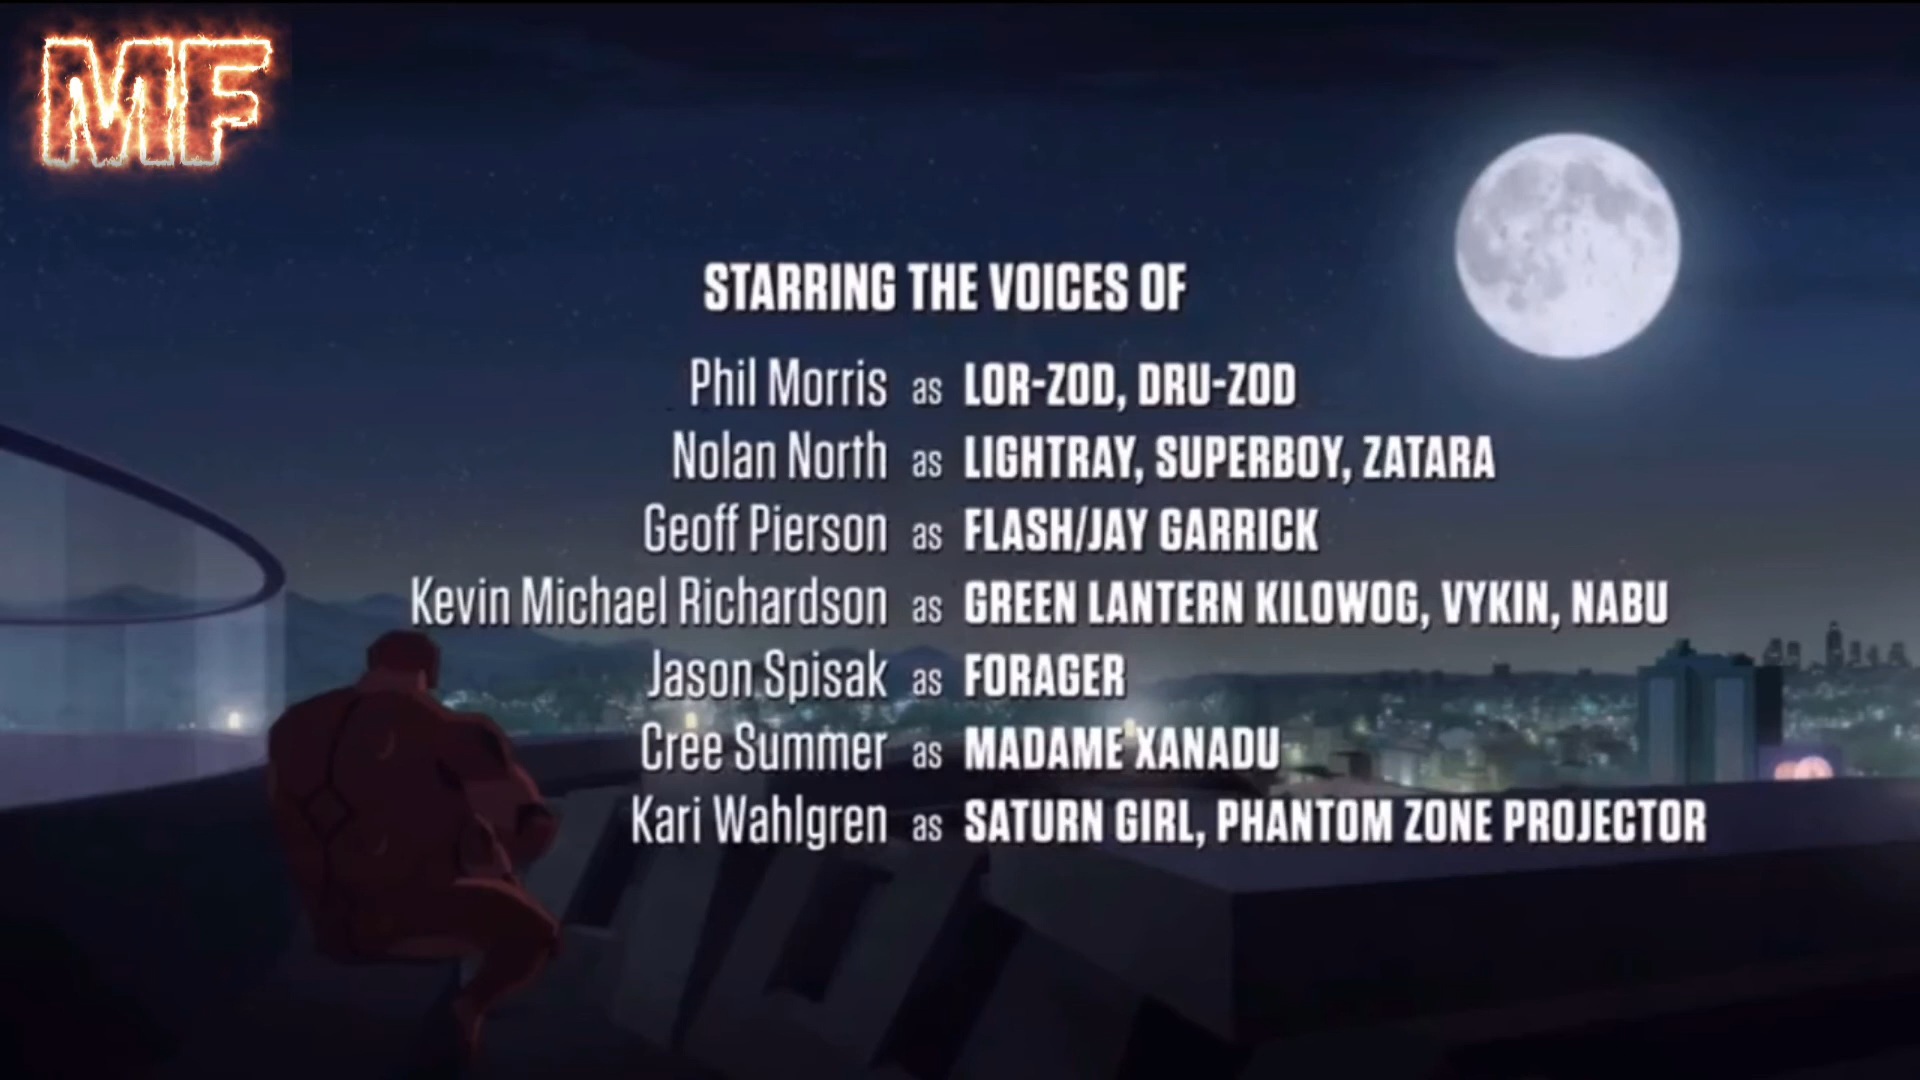 MF
STARRING THE VOICES OF
Phil Morris as LOR-ZOD, DRU-ZOD
Nolan North as LIGHTRAY, SUPERBOY, ZATARA
Geoff Pierson as FLASH/JAY GARRICK
Kevin Michael Richardson as GREEN LANTERN KILOWOG, VYKIN, NABU
Jason Spisak as FORAGER
Cree Summer as MADAME XANADU
Kari Wahlgren as SATURN GIRL, PHANTOM ZONE PROJECTOR